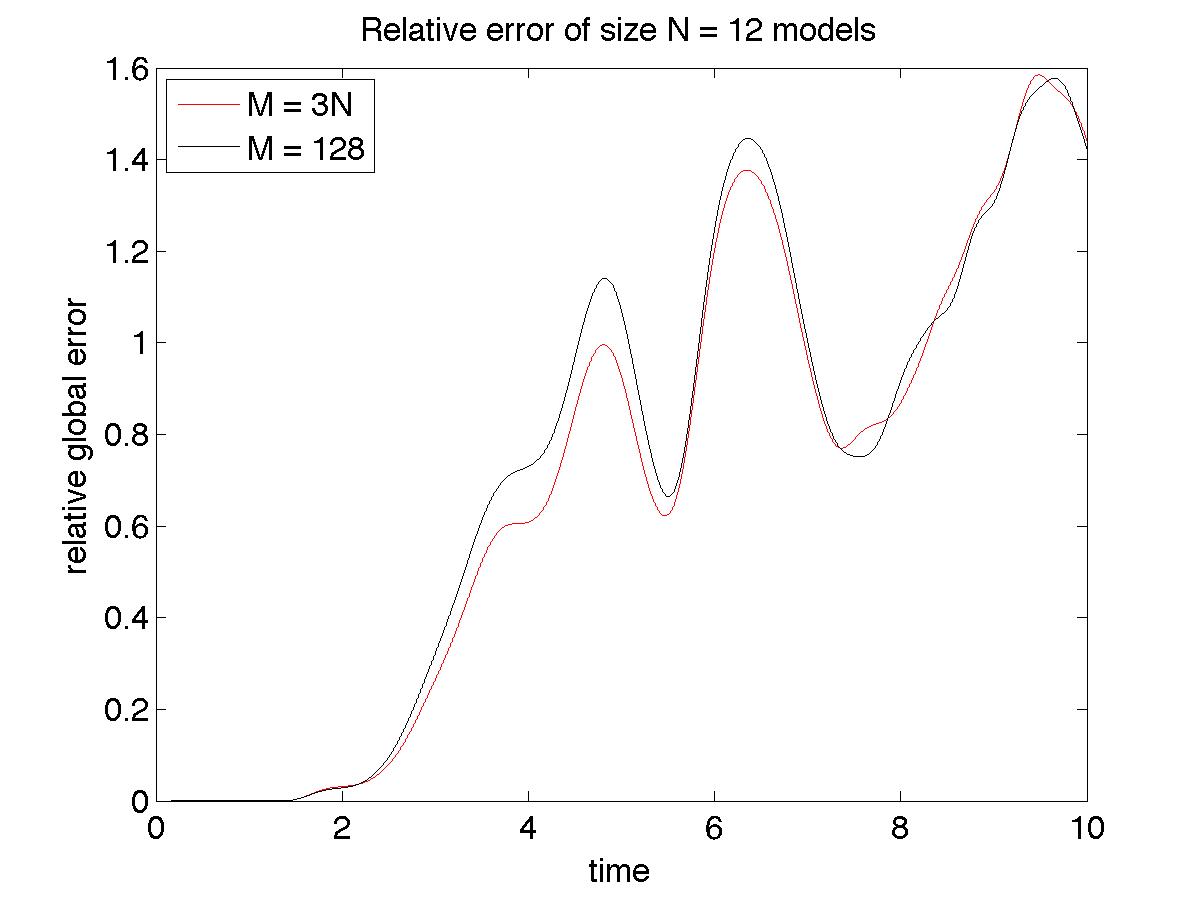 Relative error of size N = 12 models
M = 3N
M = 128
relative global error
1.6
1.4
1.2
1
0.8
0.6
0.4
0.2
0
0 2 4 6 8 10
time